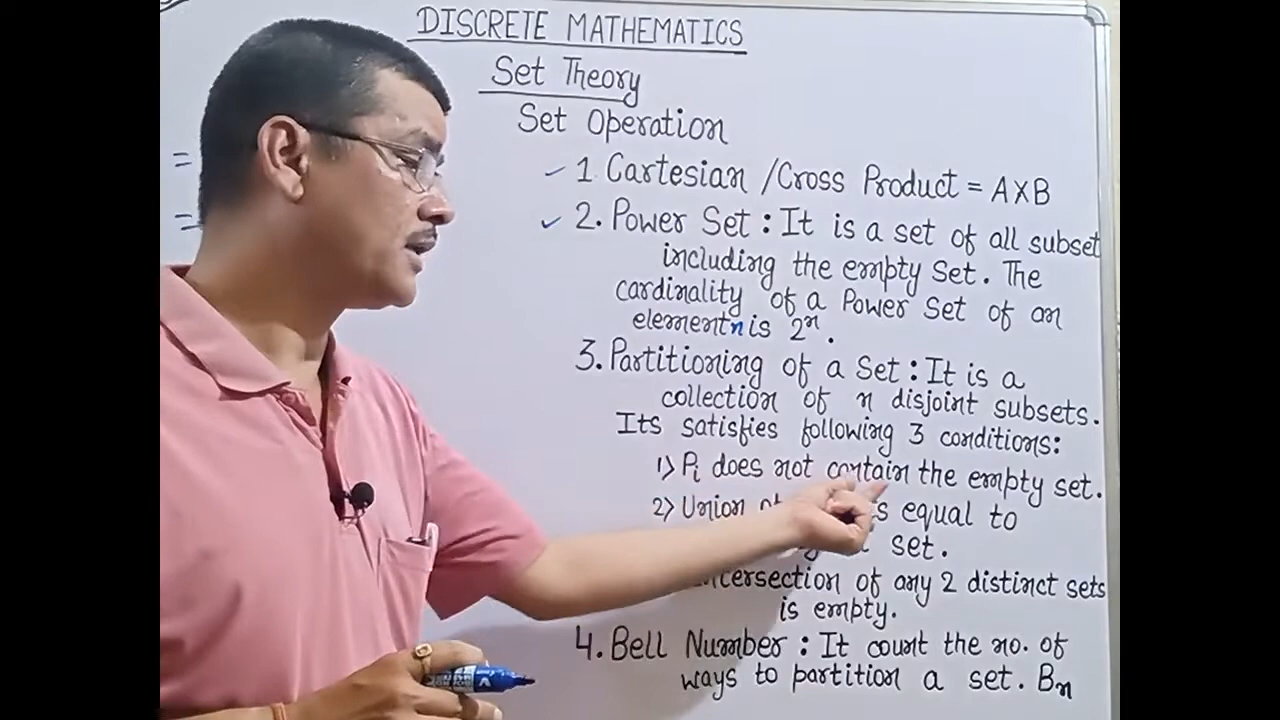 DISCRETE MATHEMATICS
Set Theory
Set Operation
1. Cartesian /Cross Product = A×B
2. Power Set : It is a set of all subset
including the empty Set. The
cardinality of a Power Set of an
element n is 2ⁿ.
3. Partitioning of a Set : It is a
collection of n disjoint subsets.
Its satisfies following 3 conditions:
1) Pi does not contain the empty set.
2) Union equal to
set.
intersection of any 2 distinct sets
is empty.
4. Bell Number : It count the no. of
ways to partition a set. Bn